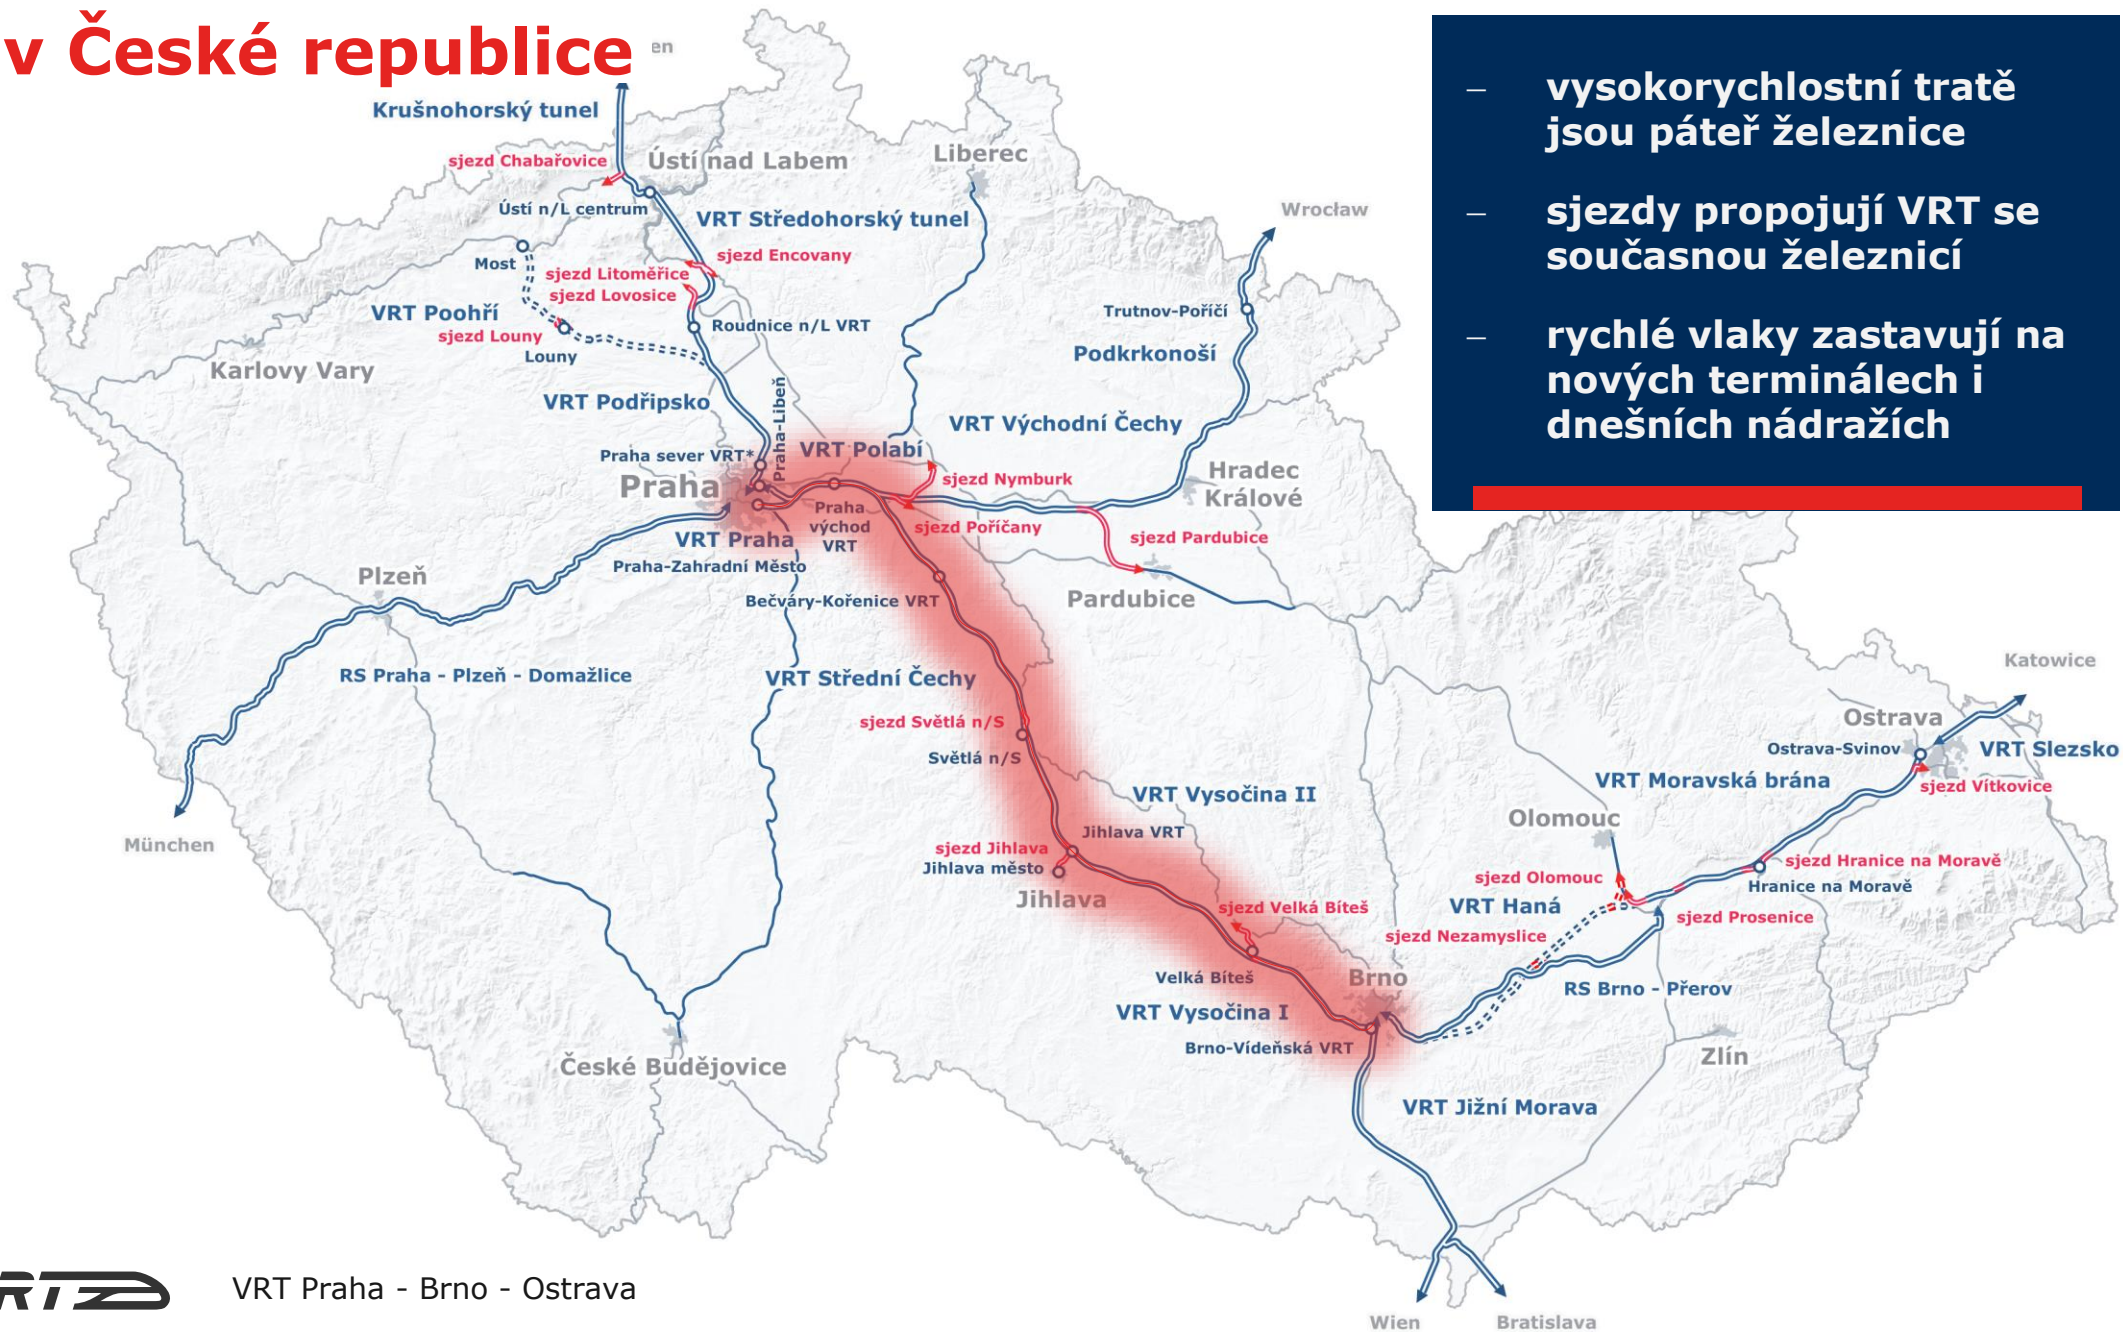 v České republice
en
Krušnohorský tunel
sjezd Chabařovice
Ústí nad Labem
Liberec
Ústí n/L centrum
VRT Středohorský tunel
Wrocław
Most
sjezd Encovany
sjezd Litoměřice
sjezd Lovosice
VRT Poohří
sjezd Louny
Louny
Roudnice n/L VRT
Trutnov-Poříčí
Karlovy Vary
Podkrkonoší
VRT Podřipsko
Praha-Libeň
VRT Východní Čechy
Praha sever VRT*
VRT Polabí
Praha
sjezd Nymburk
Hradec
Králové
Praha
východ
VRT
sjezd Poříčany
sjezd Pardubice
VRT Praha
Praha-Zahradní Město
Plzeň
Bečváry-Kořenice VRT
Pardubice
RS Praha - Plzeň - Domažlice
VRT Střední Čechy
Katowice
sjezd Světlá n/S
Světlá n/S
Ostrava
Ostrava-Svinov
VRT Slezsko
VRT Moravská brána
sjezd Vítkovice
VRT Vysočina II
München
Jihlava VRT
Olomouc
sjezd Jihlava
Jihlava město
Jihlava
sjezd Hranice na Moravě
Hranice na Moravě
sjezd Olomouc
sjezd Velká Bíteš
VRT Haná
sjezd Prosenice
sjezd Nezamyslice
Velká Bíteš
Brno
RS Brno - Přerov
VRT Vysočina I
Brno-Vídeňská VRT
České Budějovice
Zlín
VRT Jižní Morava
Wien
Bratislava
– vysokorychlostní tratě
jsou páteř železnice
– sjezdy propojují VRT se
současnou železnicí
– rychlé vlaky zastavují na
nových terminálech i
dnešních nádražích
RT
VRT Praha - Brno - Ostrava